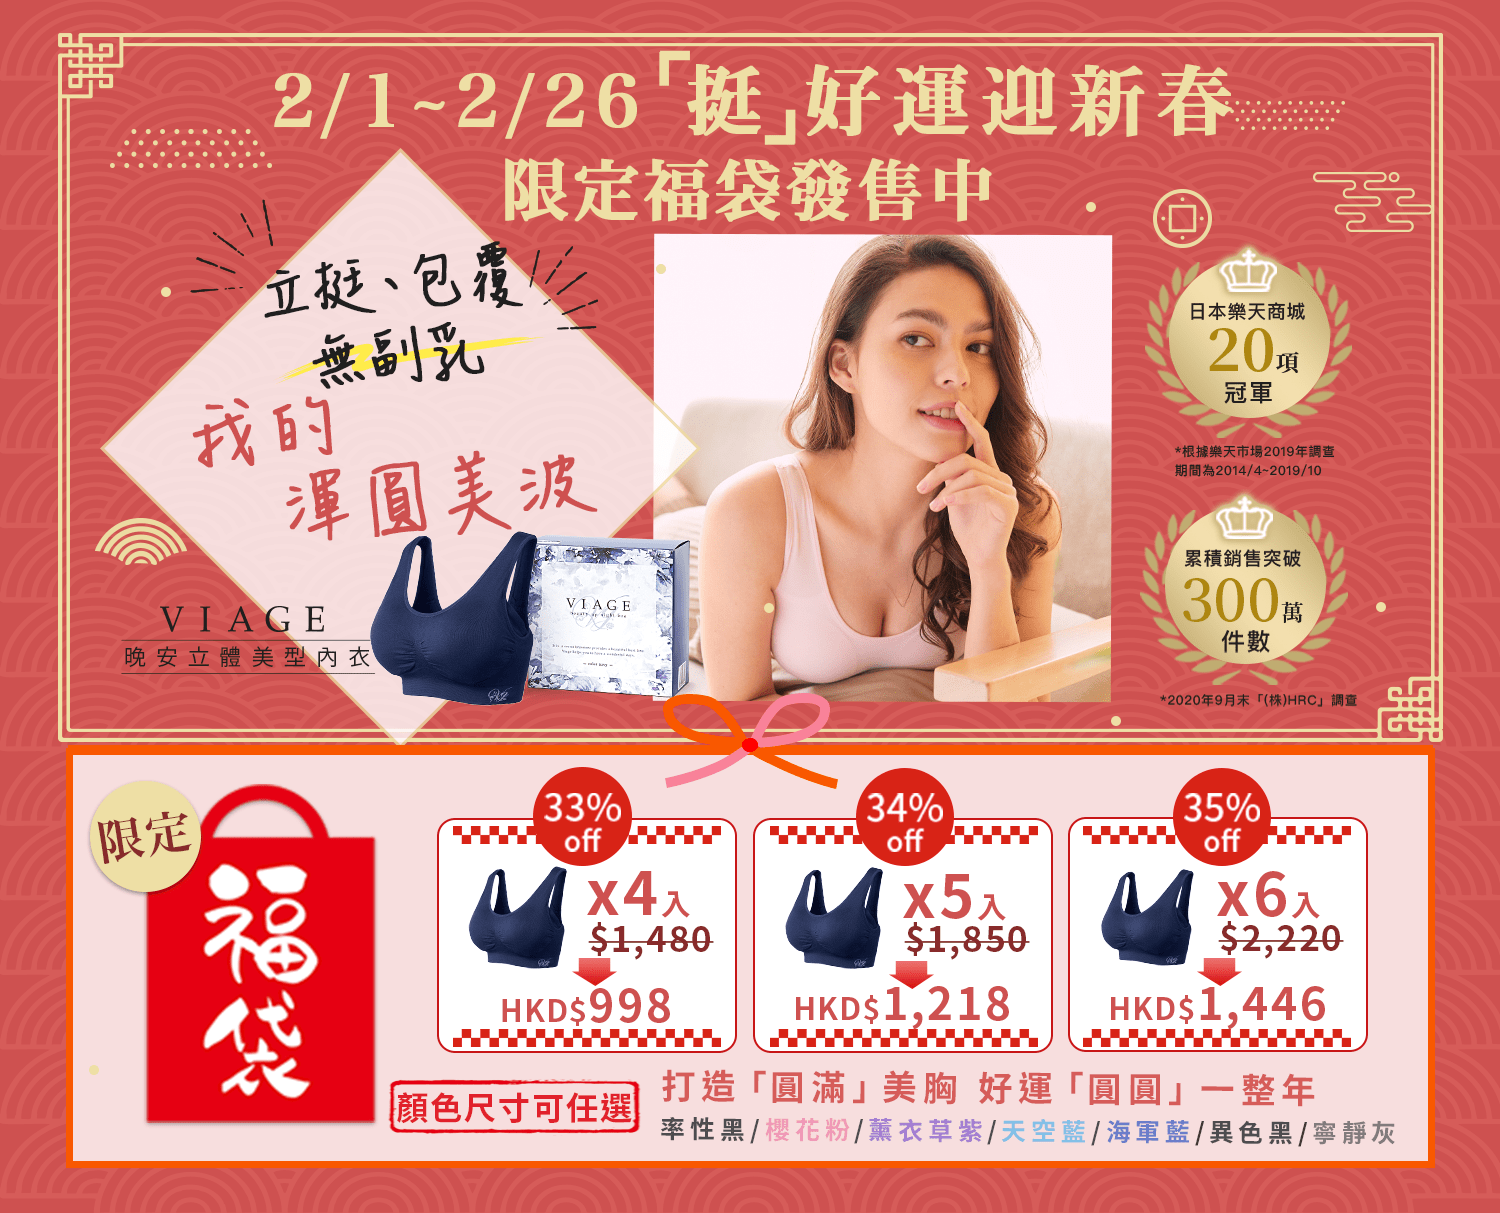 2/1~2/26「挺」好運迎新春
限定福袋發售中
立挺、包覆
無副乳
我的
渾圓美波
VIAGE
晚安立體美型內衣
VIAGE
日本樂天商城
20項
冠軍
*根據樂天市場2019年調查
期間為2014/4~2019/10
累積銷售突破
300萬
件數
*2020年9月末「(株)HRC」調查
限定
福袋
33%
off
x4入
$1,480
HKD$998
34%
off
x5入
$1,850
HKD$1,218
35%
off
x6入
$2,220
HKD$1,446
顏色尺寸可任選
打造「圓滿」美胸 好運「圓圓」一整年
率性黑/櫻花粉/薰衣草紫/天空藍/海軍藍/異色黑/寧靜灰